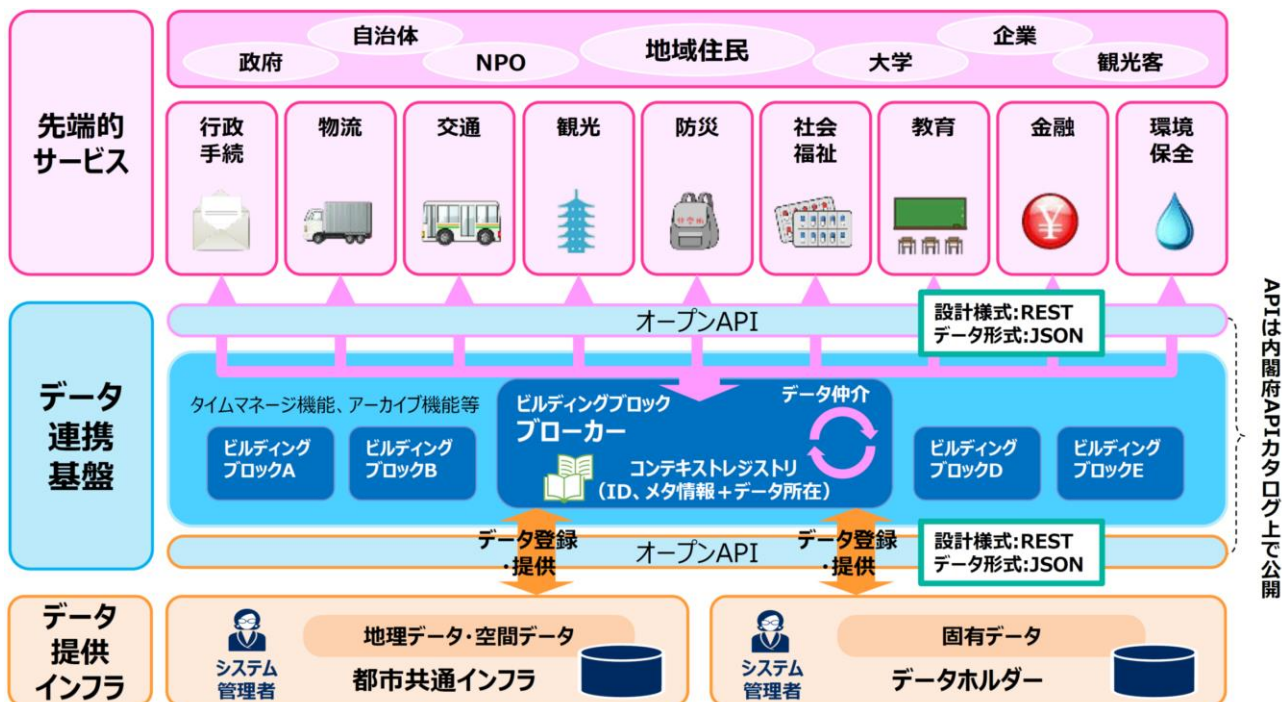 先端的
サービス
政府
自治体
NPO
地域住民
大学
企業
観光客
行政
手続
物流
交通
観光
防災
社会
福祉
教育
金融
環境
保全
データ
連携
基盤
オープンAPI
設計様式:REST
データ形式:JSON
タイムマネージ機能、アーカイブ機能等
ビルディング
ブロックA
ビルディング
ブロックB
ビルディングブロック
ブローカー
データ仲介
コンテキストレジストリ
(ID、メタ情報+データ所在)
ビルディング
ブロックD
ビルディング
ブロックE
データ登録
・提供
オープンAPI
データ登録
・提供
設計様式:REST
データ形式:JSON
APIは内閣府APIカタログ上で公開
データ
提供
インフラ
システム
管理者
地理データ・空間データ
都市共通インフラ
システム
管理者
固有データ
データホルダー